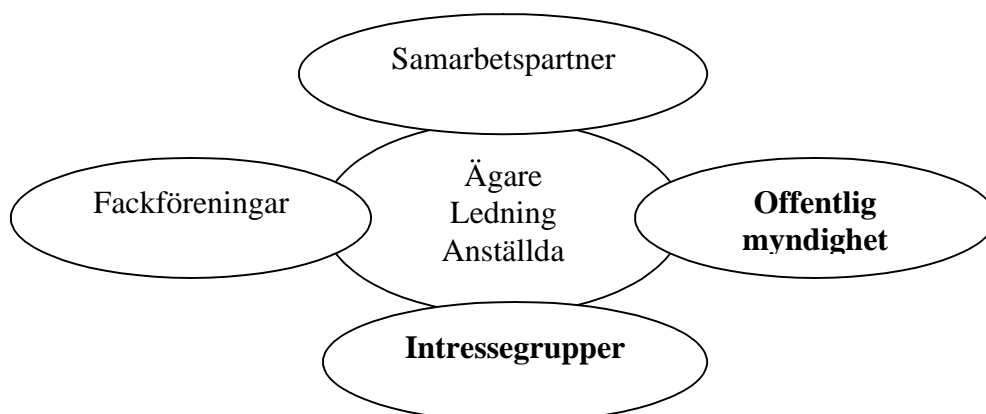 Samarbetspartner
Fackföreningar
Ägare
Ledning
Anställda
Offentlig
myndighet
Intressegrupper